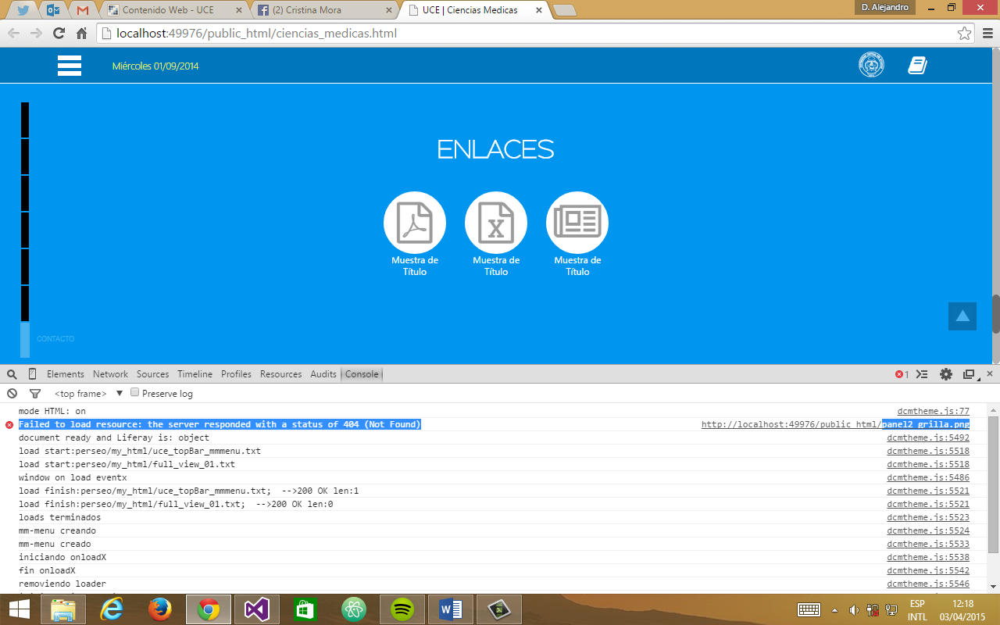 D. Alejandro
Contenido Web - UCE
(2) Cristina Mora
UCE | Ciencias Medicas
localhost:49976/public_html/ciencias_medicas.html
Miércoles 01/09/2014
ENLACES
Muestra de
Título
Muestra de
Título
Muestra de
Título
CONTACTO
Elements Network Sources Timeline Profiles Resources Audits Console 1
<top frame> Preserve log
mode HTML: on dcmtheme.js:77
Failed to load resource: the server responded with a status of 404 (Not Found) http://localhost:49976/public_html/panel2_grilla.png
document ready and Liferay is: object dcmtheme.js:5492
load start:perseo/my_html/uce_topBar_mmmenu.txt dcmtheme.js:5518
load start:perseo/my_html/full_view_01.txt dcmtheme.js:5518
window on load eventx dcmtheme.js:5486
load finish:perseo/my_html/uce_topBar_mmmenu.txt; -->200 OK len:1 dcmtheme.js:5521
load finish:perseo/my_html/full_view_01.txt; -->200 OK len:0 dcmtheme.js:5521
loads terminados dcmtheme.js:5523
mm-menu creando dcmtheme.js:5524
mm-menu creado dcmtheme.js:5533
iniciando onloadX dcmtheme.js:5538
fin onloadX dcmtheme.js:5542
removiendo loader dcmtheme.js:5546
ESP 12:18
INTL 03/04/2015